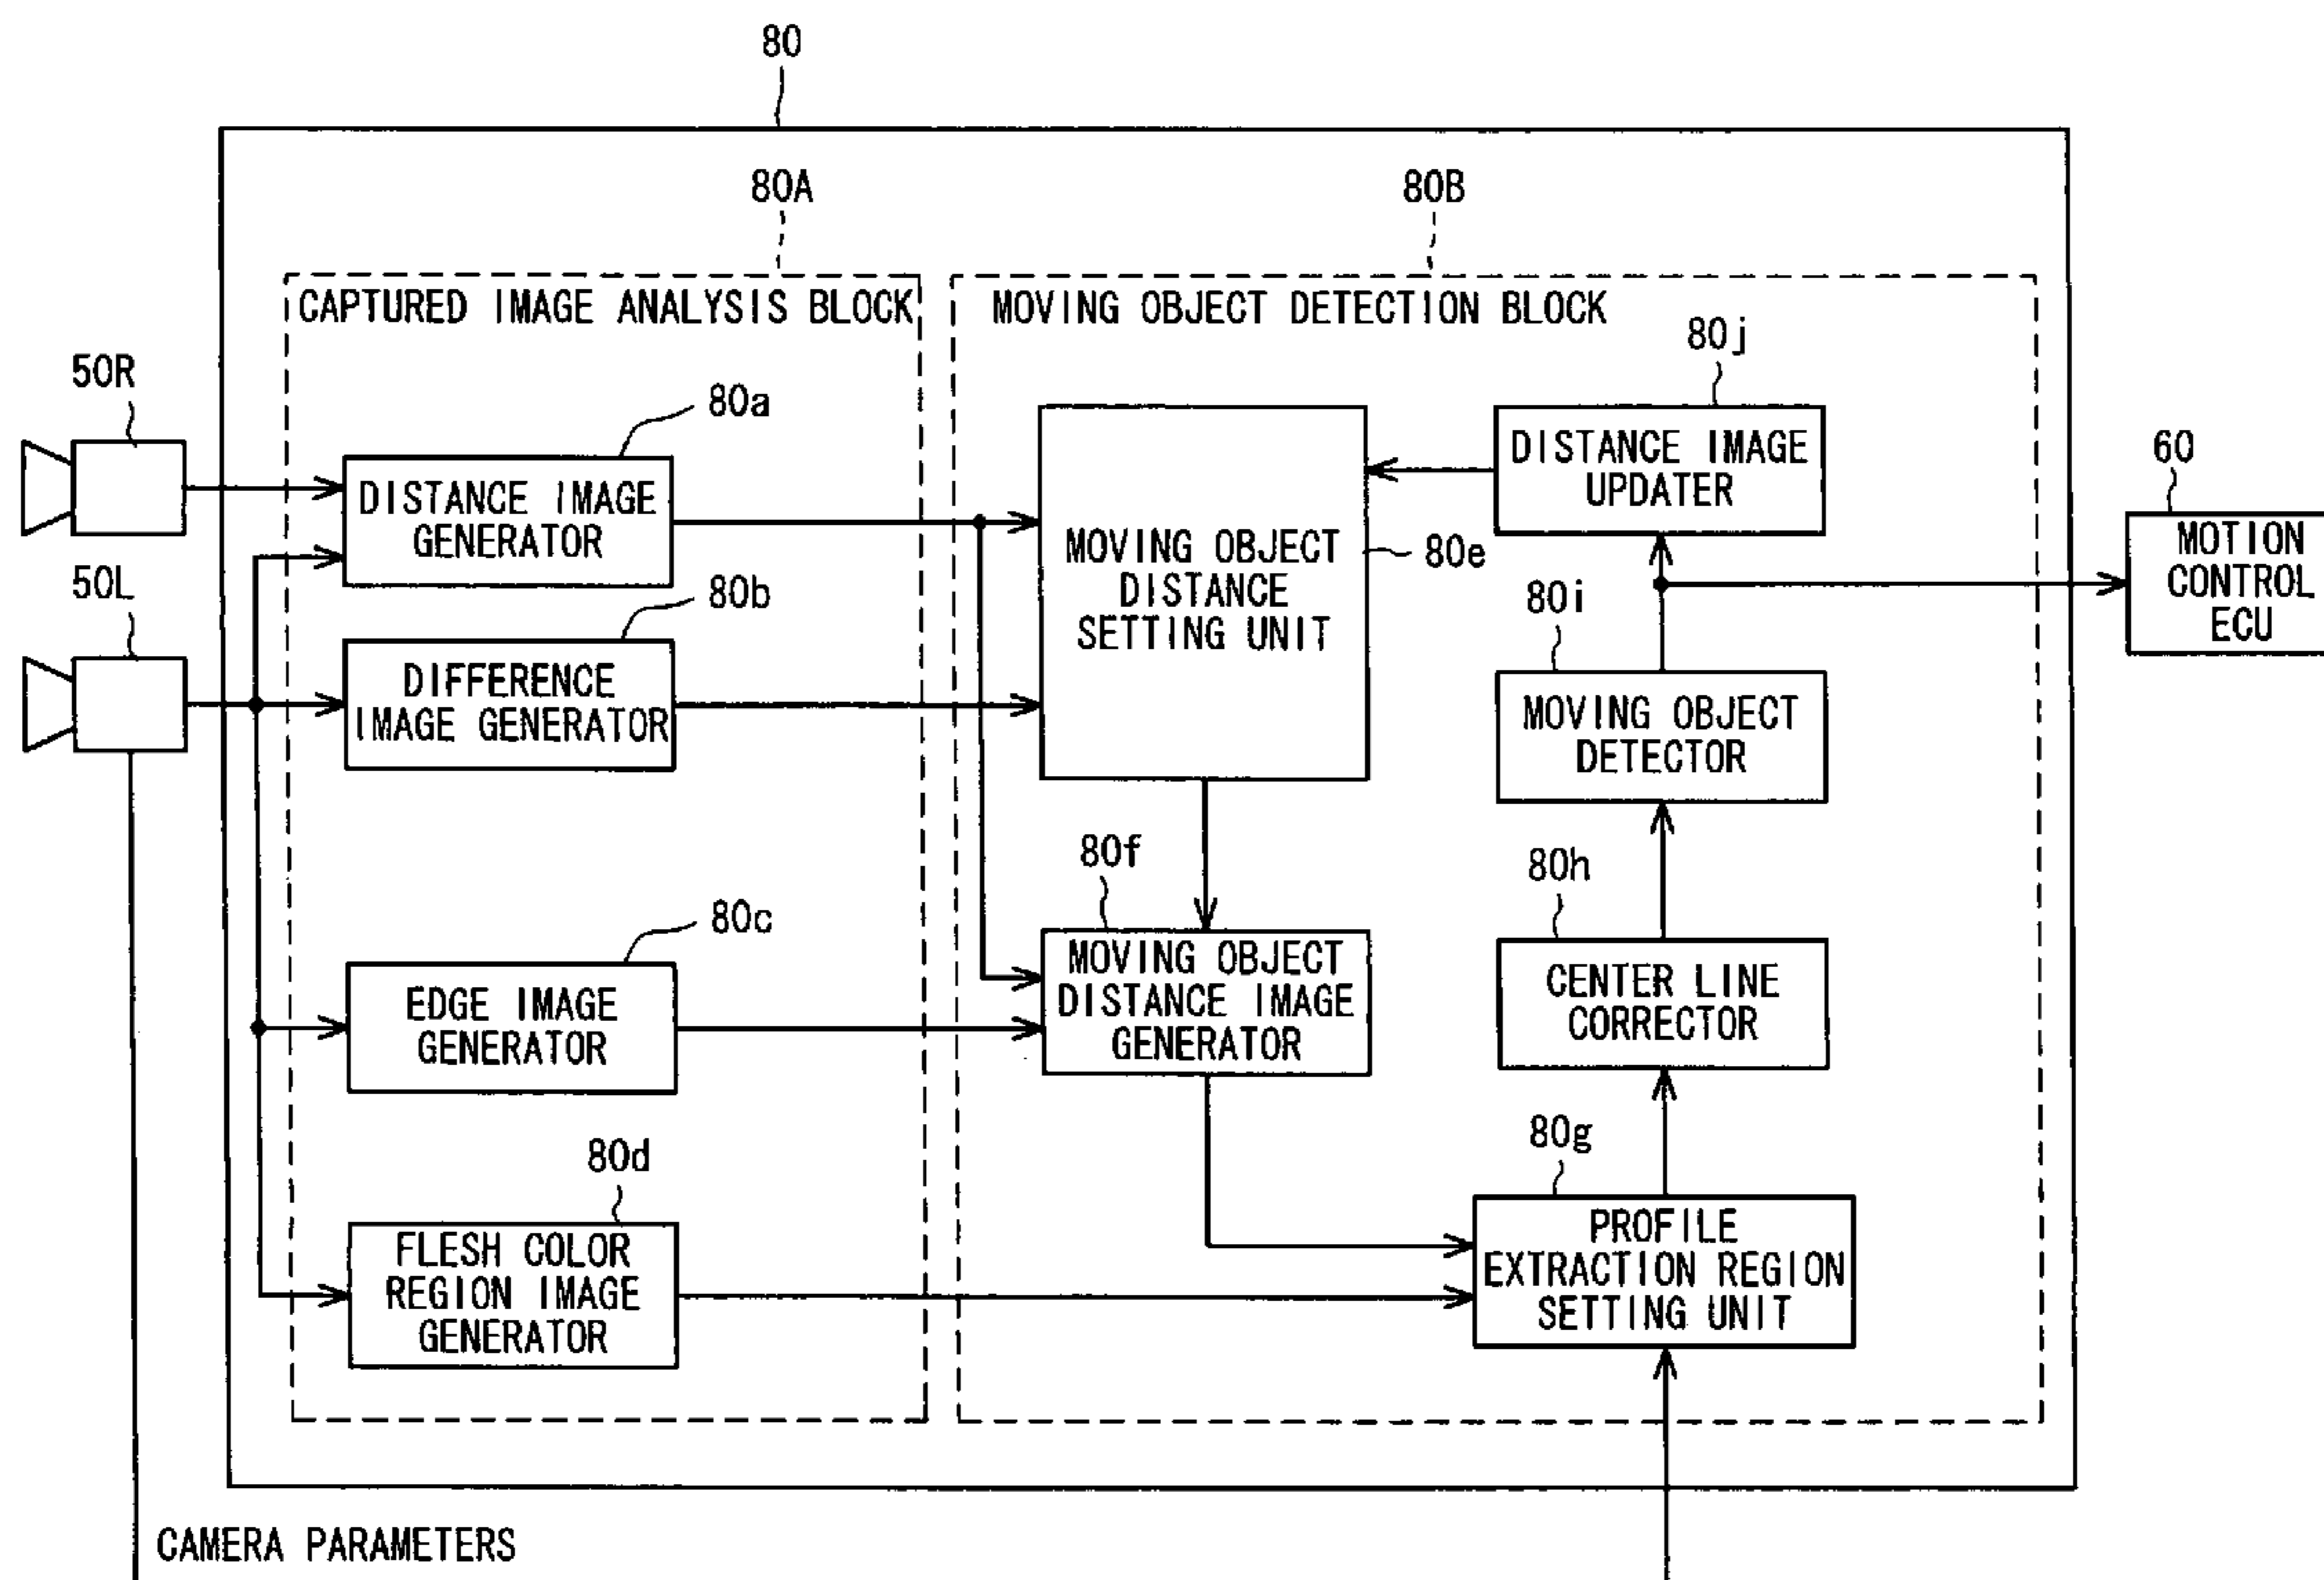 80
80A
80B
CAPTURED IMAGE ANALYSIS BLOCK
MOVING OBJECT DETECTION BLOCK
50R
80a
DISTANCE IMAGE
GENERATOR
50L
80b
DIFFERENCE
IMAGE GENERATOR
80c
EDGE IMAGE
GENERATOR
80d
FLESH COLOR
REGION IMAGE
GENERATOR
MOVING OBJECT
DISTANCE
SETTING UNIT
80e
80j
DISTANCE IMAGE
UPDATER
60
MOTION
CONTROL
ECU
80i
MOVING OBJECT
DETECTOR
80f
MOVING OBJECT
DISTANCE IMAGE
GENERATOR
80h
CENTER LINE
CORRECTOR
80g
PROFILE
EXTRACTION REGION
SETTING UNIT
CAMERA PARAMETERS